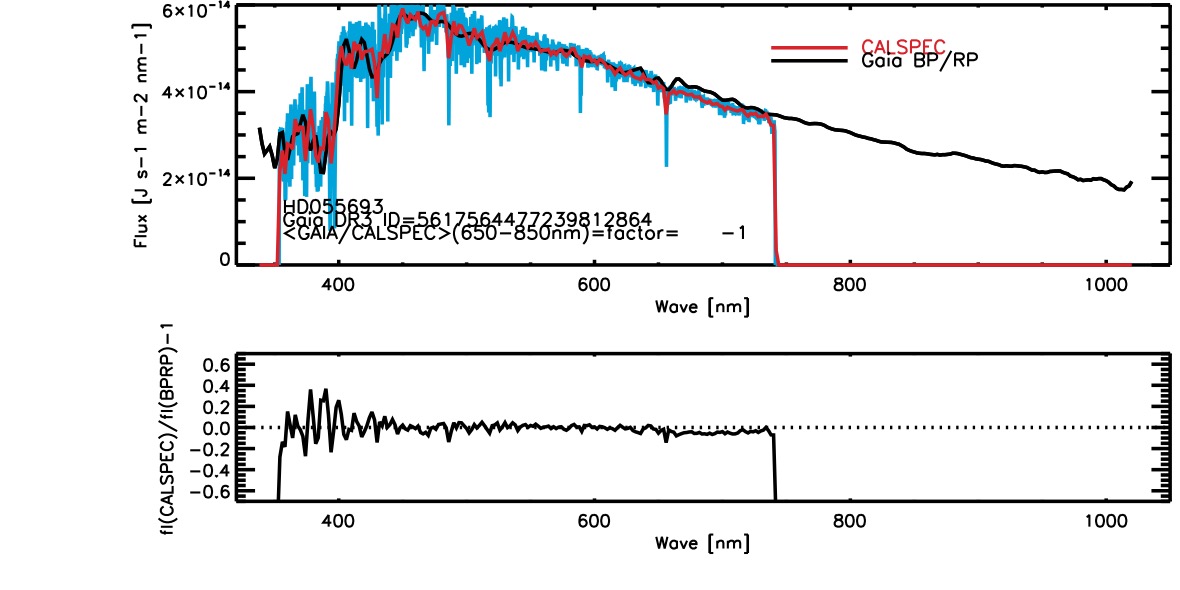 6×10−14
4×10−14
2×10−14
0
Flux [J s−1 m−2 nm−1]
CALSPEC
Gaia BP/RP
HD055693
Gaia DR3 ID=5617564477239812864
<GAIA/CALSPEC>(650−850nm)=factor= −1
400 600 800 1000
Wave [nm]
fl(CALSPEC)/fl(BPRP)−1
0.6
0.4
0.2
0.0
−0.2
−0.4
−0.6
400 600 800 1000
Wave [nm]